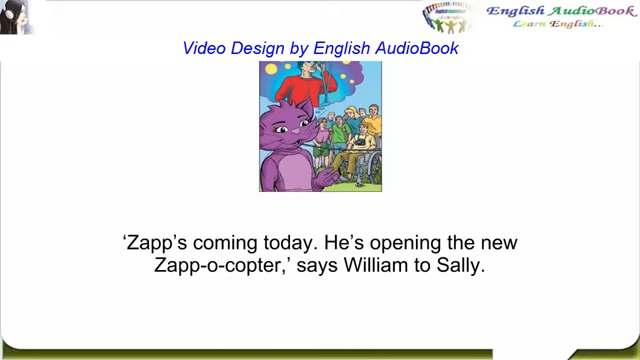 English AudioBook
Learn English...
Video Design by English AudioBook
‘Zapp’s coming today. He’s opening the new
Zapp-o-copter,’ says William to Sally.